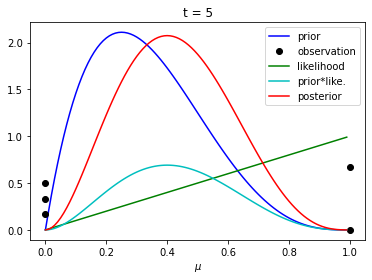 t = 5
prior
observation
likelihood
prior*like.
posterior
2.0
1.5
1.0
0.5
0.0
0.0 0.2 0.4 0.6 0.8 1.0
μ